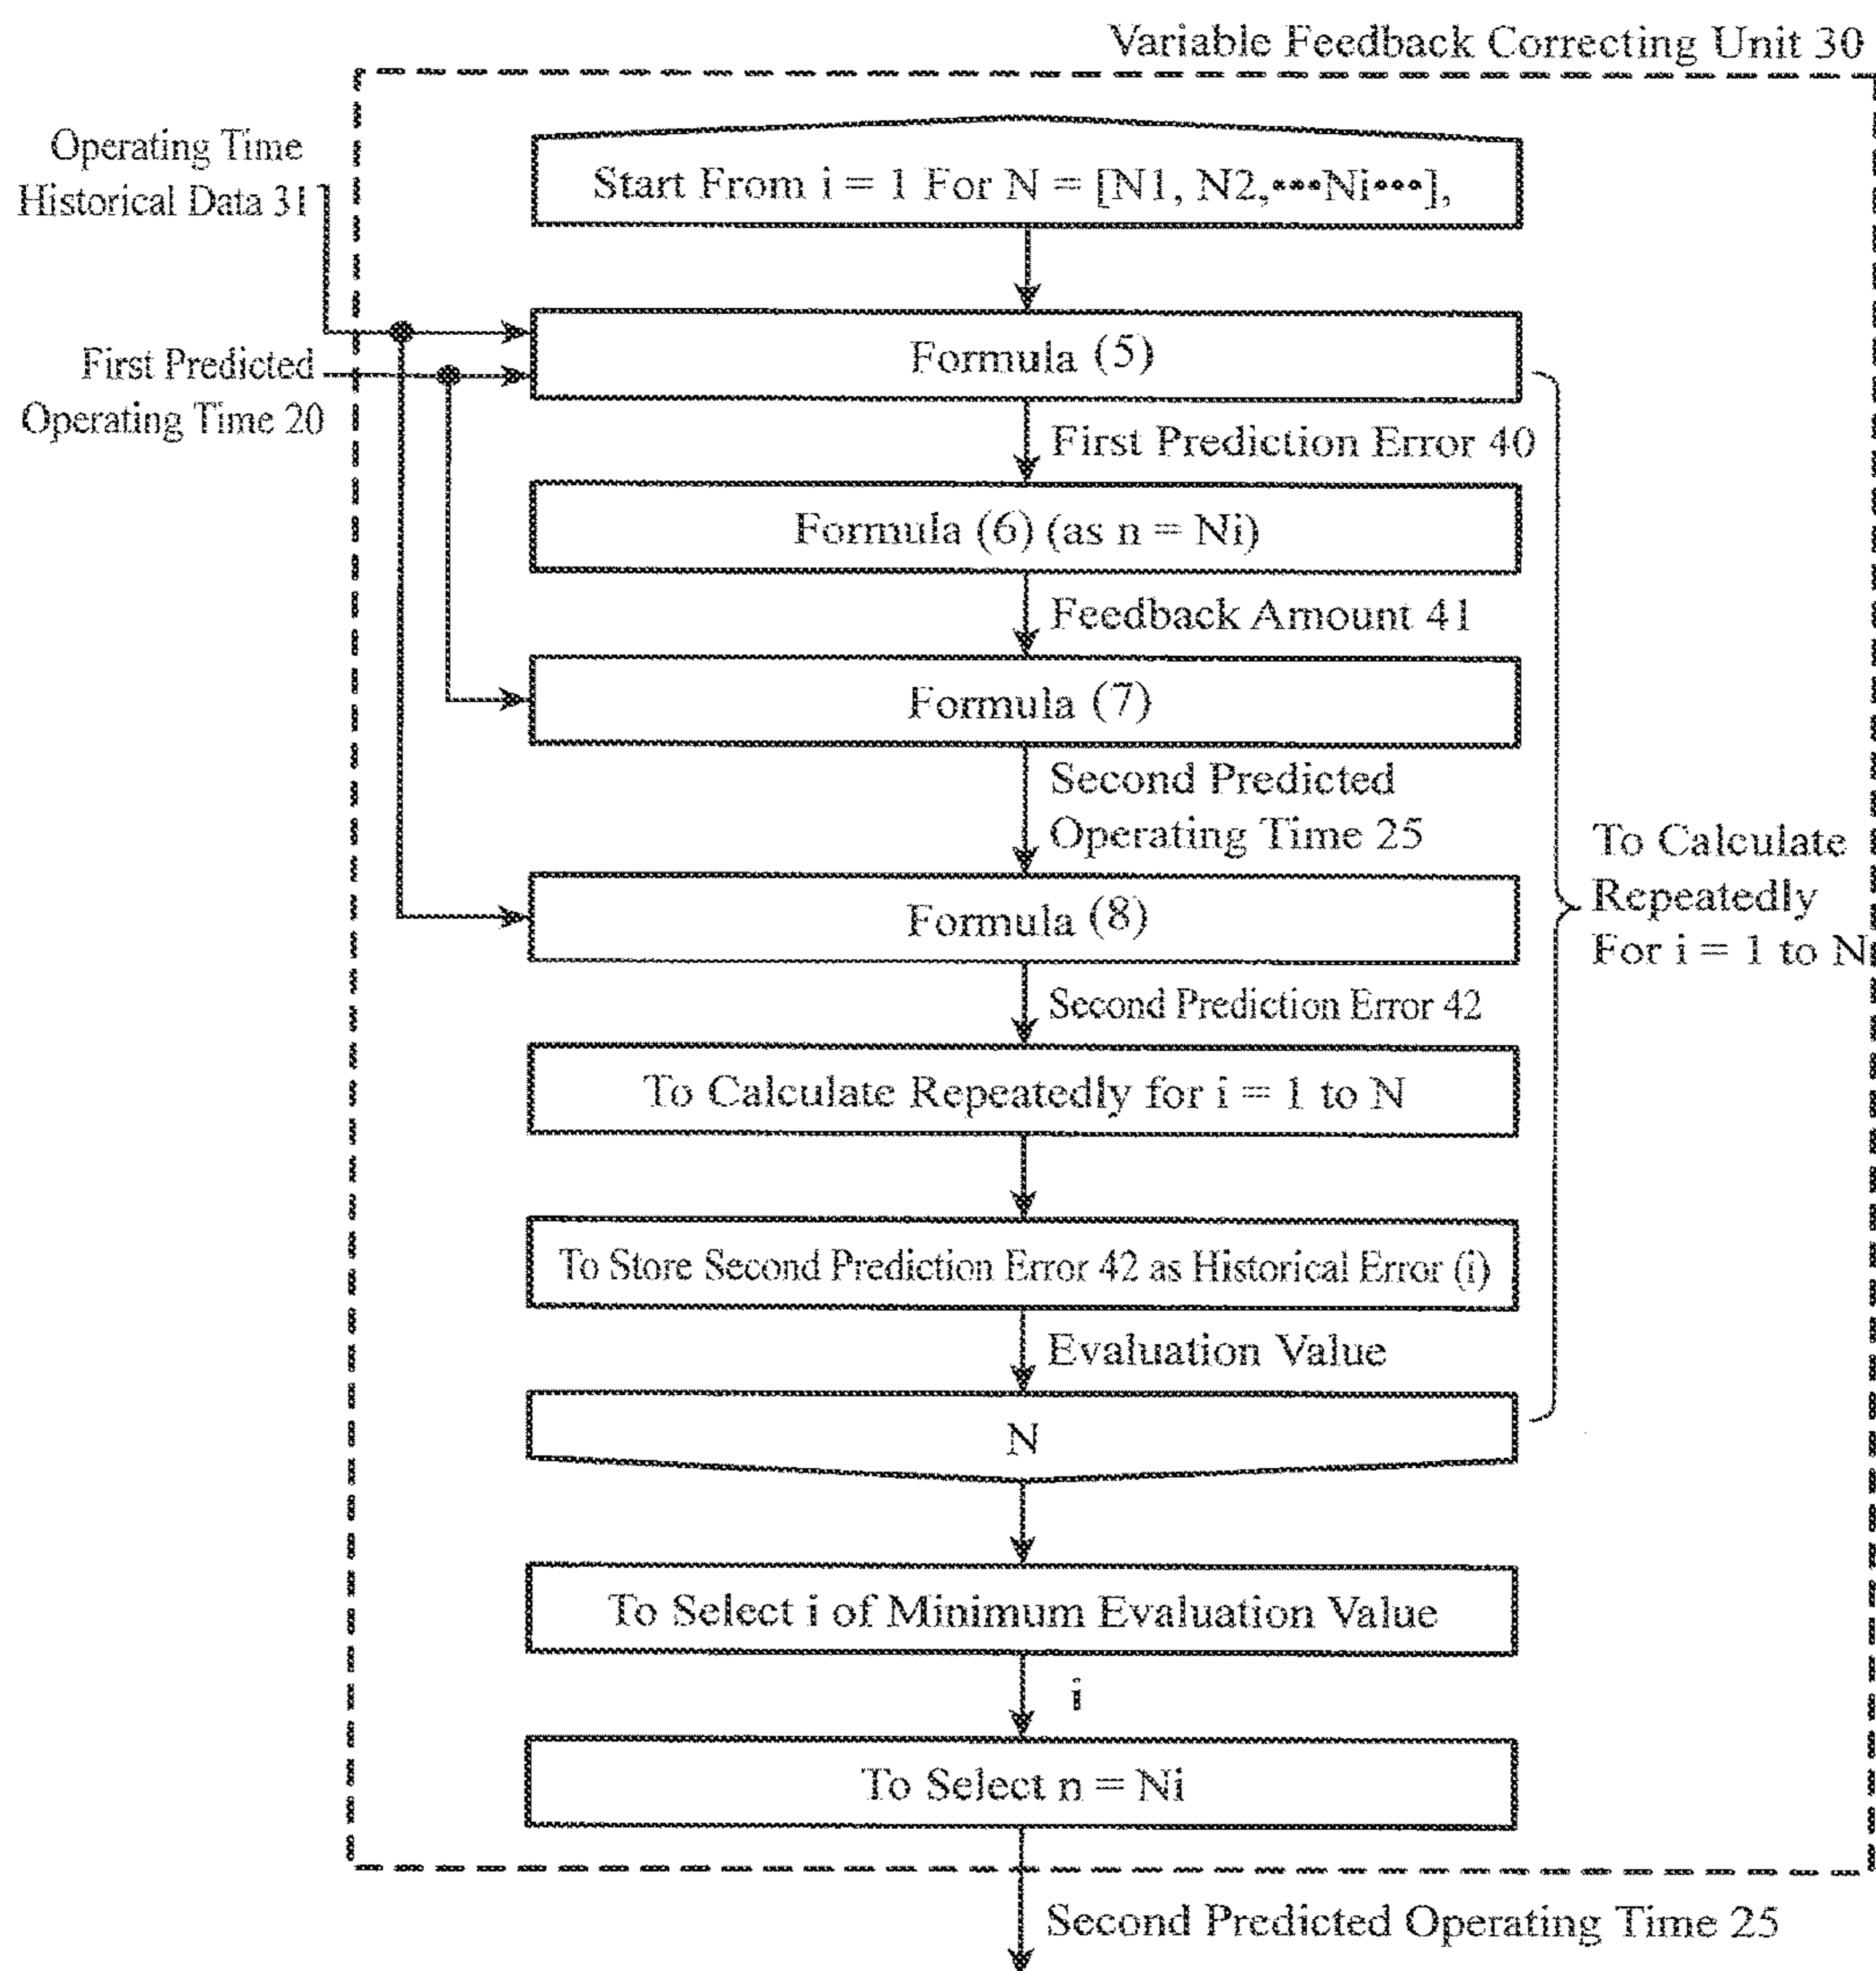 Variable Feedback Correcting Unit 30
Operating Time
Historical Data 31
Start From i = 1 For N = [N1, N2,•••Ni•••],
First Predicted
Operating Time 20
Formula (5)
First Prediction Error 40
Formula (6) (as n = Ni)
Feedback Amount 41
Formula (7)
Second Predicted
Operating Time 25
Formula (8)
To Calculate
Repeatedly
For i = 1 to N
Second Prediction Error 42
To Calculate Repeatedly for i = 1 to N
To Store Second Prediction Error 42 as Historical Error (i)
Evaluation Value
N
To Select i of Minimum Evaluation Value
i
To Select n = Ni
Second Predicted Operating Time 25